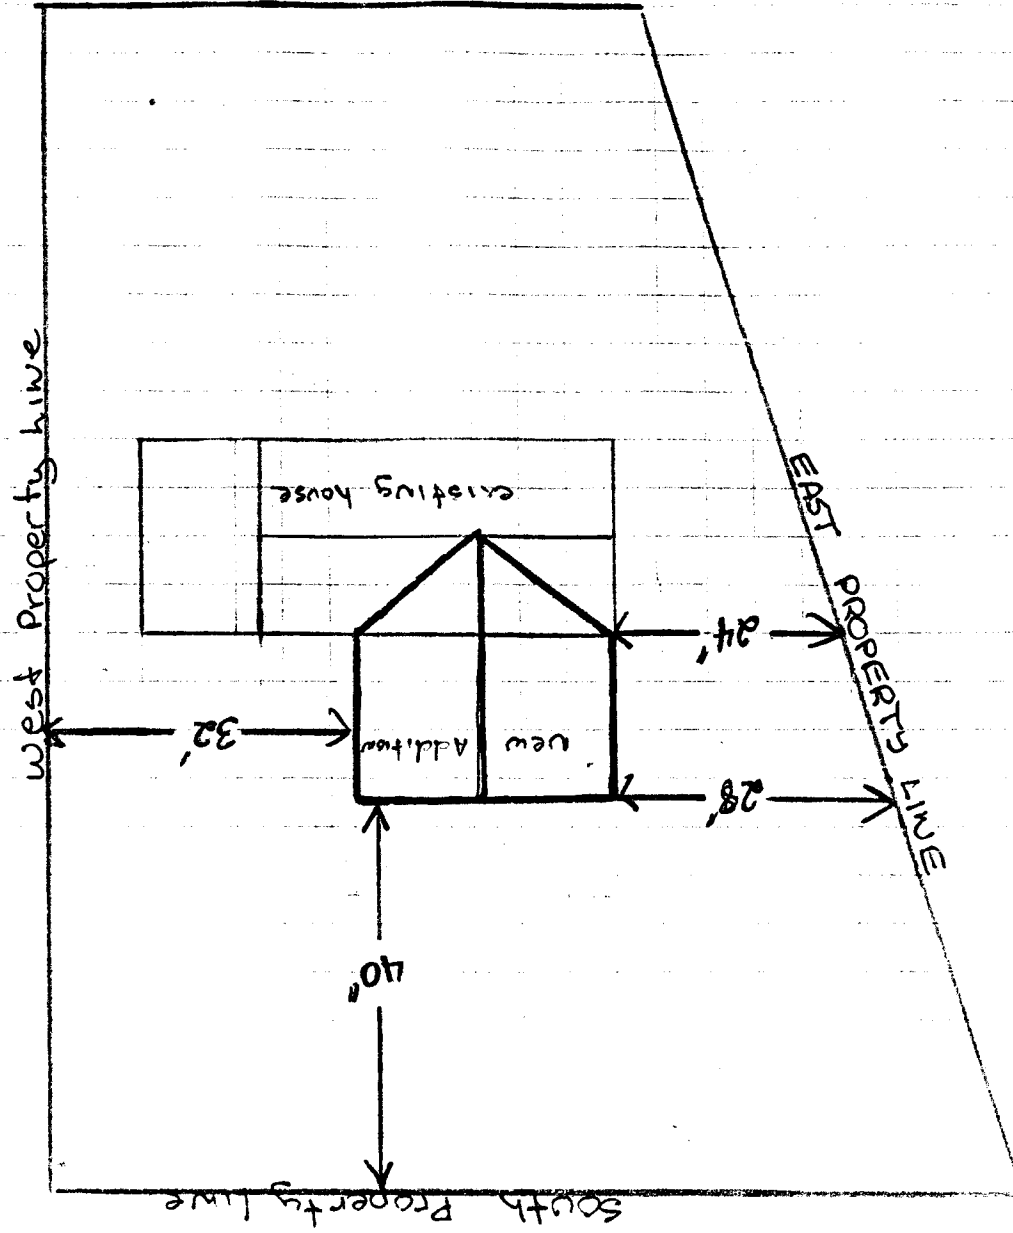 West Property Line
EAST PROPERTY LINE
existing house
24'
32'
New Addition
28'
40'
South Property Line